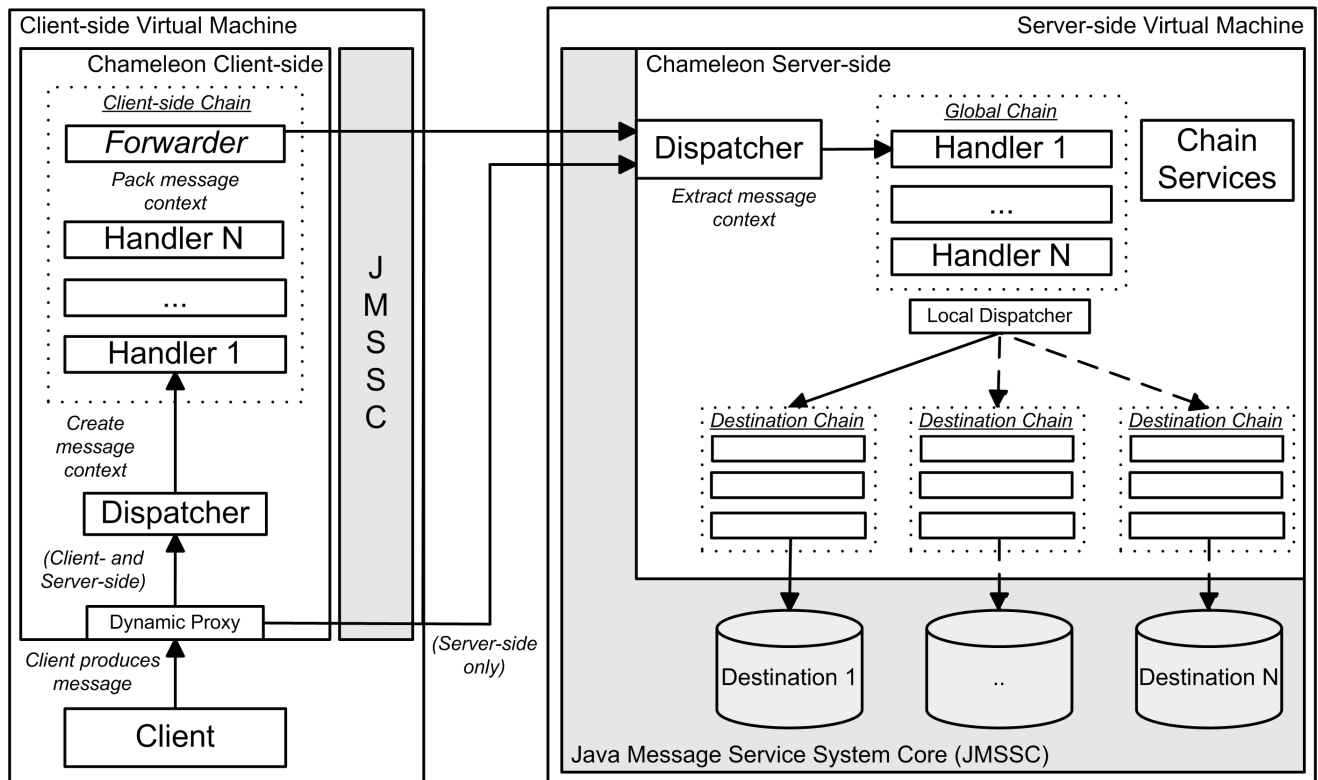 Client-side Virtual Machine
Chameleon Client-side
Client-side Chain
Forwarder
Pack message
context
Handler N
...
Handler 1
Create
message
context
Dispatcher
(Client- and
Server-side)
Dynamic Proxy
Client produces
message
Client
J
M
S
S
C
(Server-side
only)
Server-side Virtual Machine
Chameleon Server-side
Dispatcher
Extract message
context
Global Chain
Handler 1
...
Handler N
Chain
Services
Local Dispatcher
Destination Chain
Destination Chain
Destination Chain
Destination 1
..
Destination N
Java Message Service System Core (JMSSC)